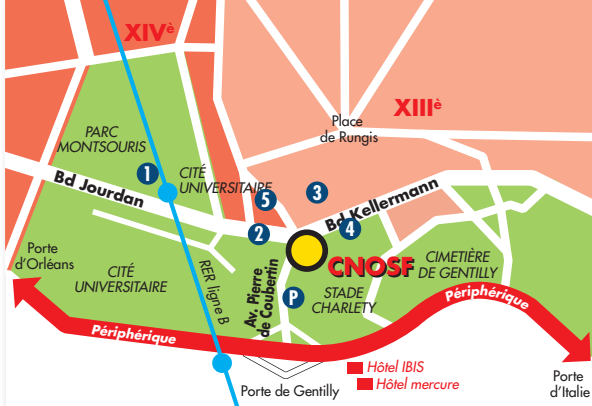 XIVè
XIIIè
Place
de Rungis
PARC
MONTSOURIS
1
CITÉ
UNIVERSITAIRE
Bd Jourdan
5
3
Bd Kellermann
2
4
Porte
d'Orléans
CITÉ
UNIVERSITAIRE
RER ligne B
Av. Pierre
de Coubertin
CNOSF
CIMETIÈRE
DE GENTILLY
P
STADE
CHARLETY
Périphérique
Périphérique
Hôtel IBIS
Hôtel mercure
Porte de Gentilly
Porte
d'Italie